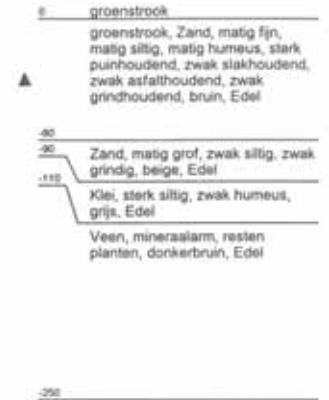 0 groenstrook
groenstrook, Zand, matig fijn,
matig siltig, matig humeus, sterk
puinhoudend, zwak slakhoudend,
zwak asfalthoudend, zwak
grindhoudend, bruin, Edel
-80
-90
Zand, matig grof, zwak siltig, zwak
grindig, beige, Edel
-110
Klei, sterk siltig, zwak humeus,
grijs, Edel
Veen, mineraalarm, resten
planten, donkerbruin, Edel
-250